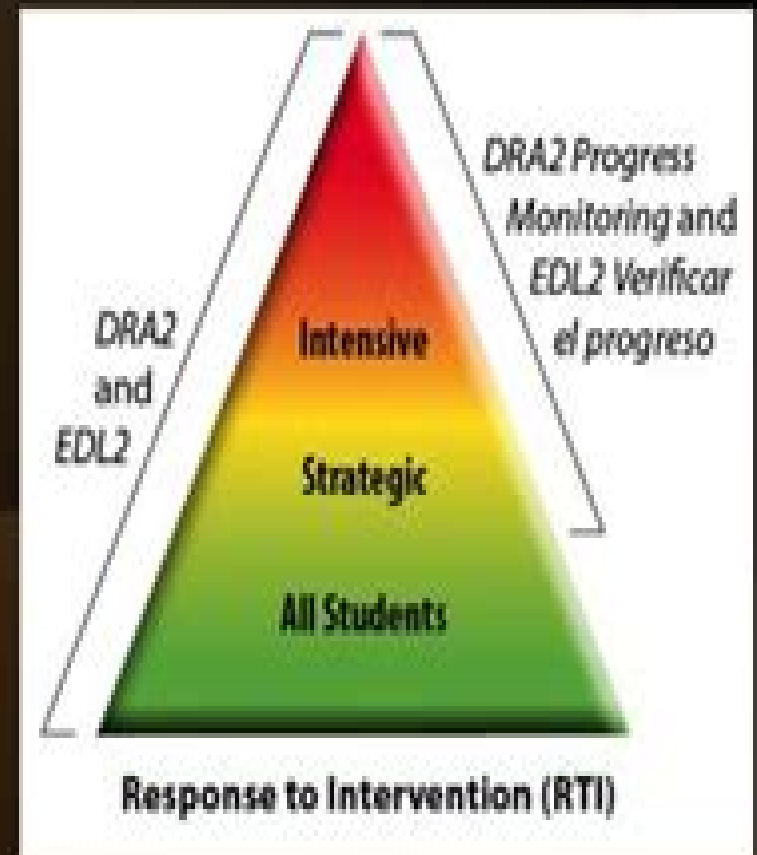 DRA2 Progress
Monitoring and
EDL2 Verificar
el progreso
DRA2
and
EDL2
Intensive
Strategic
All Students
Response to Intervention (RTI)